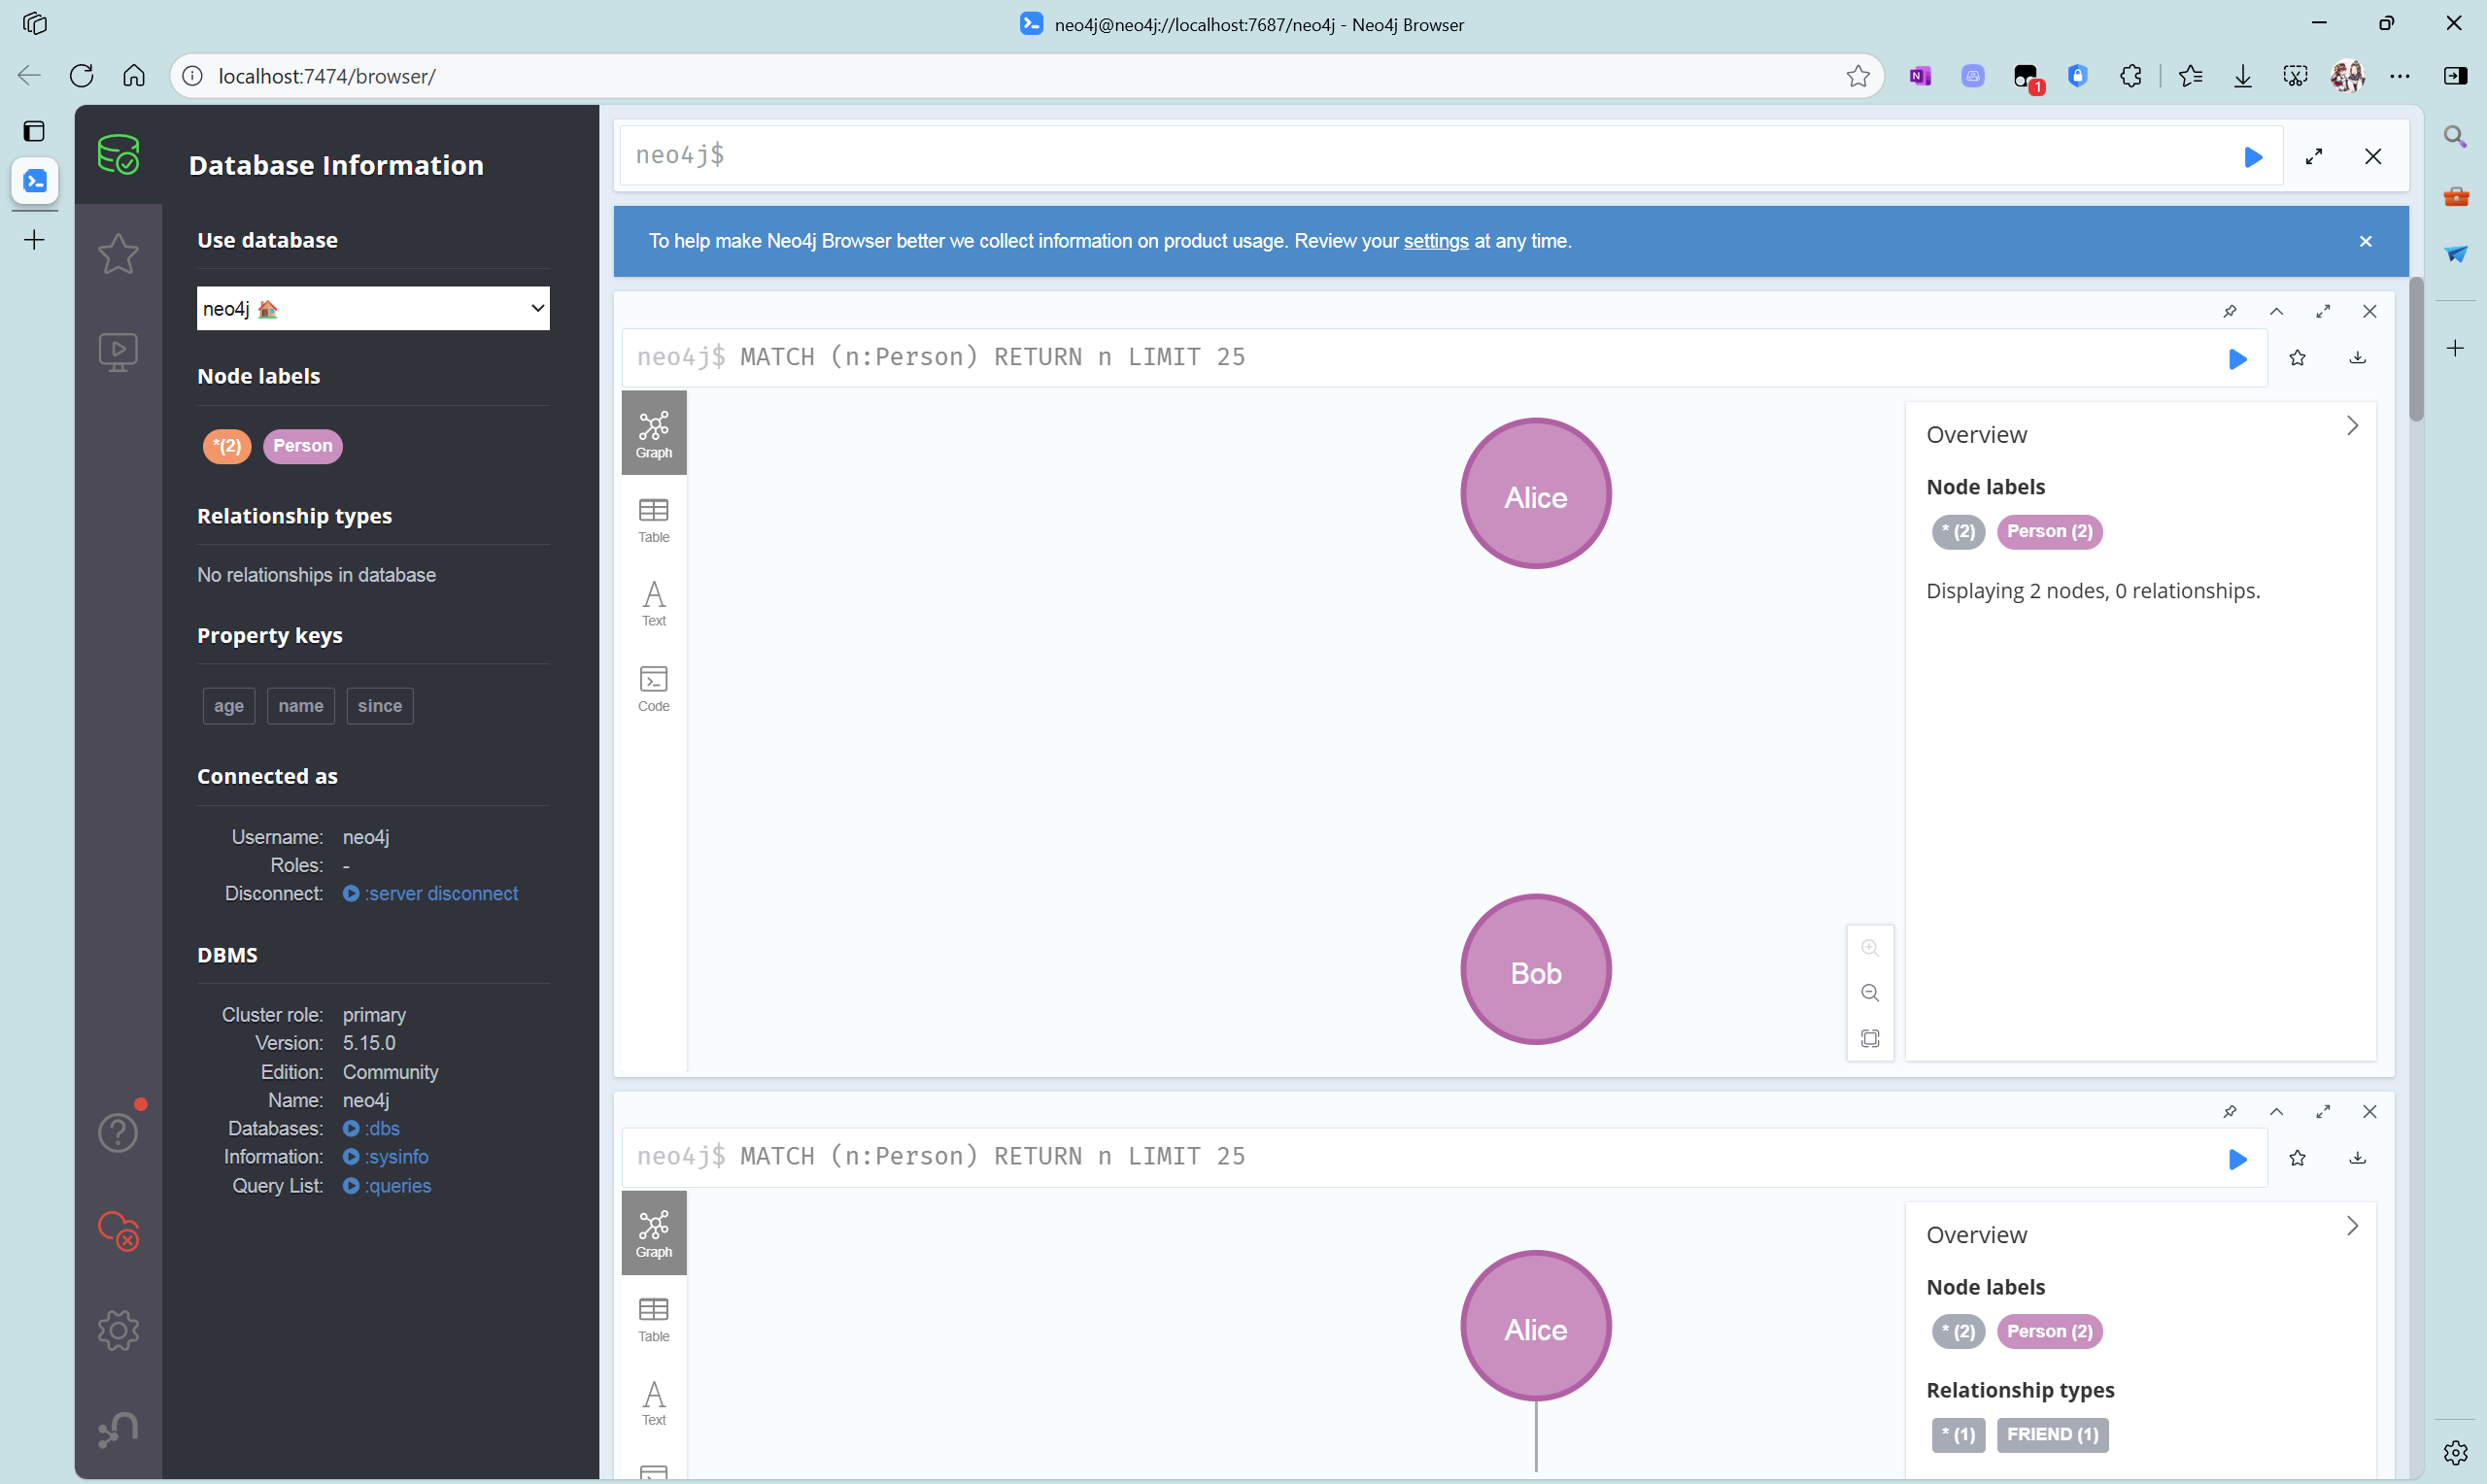 neo4j@neo4j://localhost:7687/neo4j - Neo4j Browser
localhost:7474/browser/
1
Database Information
Use database
neo4j
Node labels
*(2) Person
Relationship types
No relationships in database
Property keys
age name since
Connected as
Username: neo4j
Roles: -
Disconnect: :server disconnect
DBMS
Cluster role: primary
Version: 5.15.0
Edition: Community
Name: neo4j
Databases: :dbs
Information: :sysinfo
Query List: :queries
neo4j$
To help make Neo4j Browser better we collect information on product usage. Review your settings at any time.
neo4j$ MATCH (n:Person) RETURN n LIMIT 25
Graph
Table
Text
Code
Alice
Bob
Overview
Node labels
* (2) Person (2)
Displaying 2 nodes, 0 relationships.
neo4j$ MATCH (n:Person) RETURN n LIMIT 25
Graph
Table
Text
Alice
Overview
Node labels
* (2) Person (2)
Relationship types
* (1) FRIEND (1)